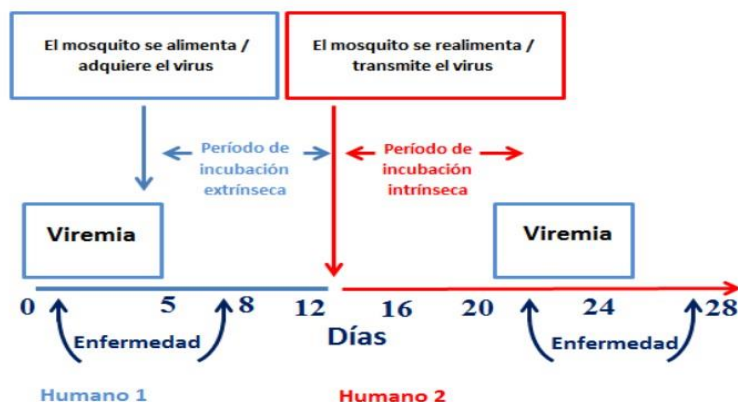 El mosquito se alimenta /
adquiere el virus
El mosquito se realimenta /
transmite el virus
Período de
incubación
extrínseca
Período de
incubación
intrínseca
Viremia
Viremia
0 5 8 12 16 20 24 28
Enfermedad
Días
Enfermedad
Humano 1
Humano 2